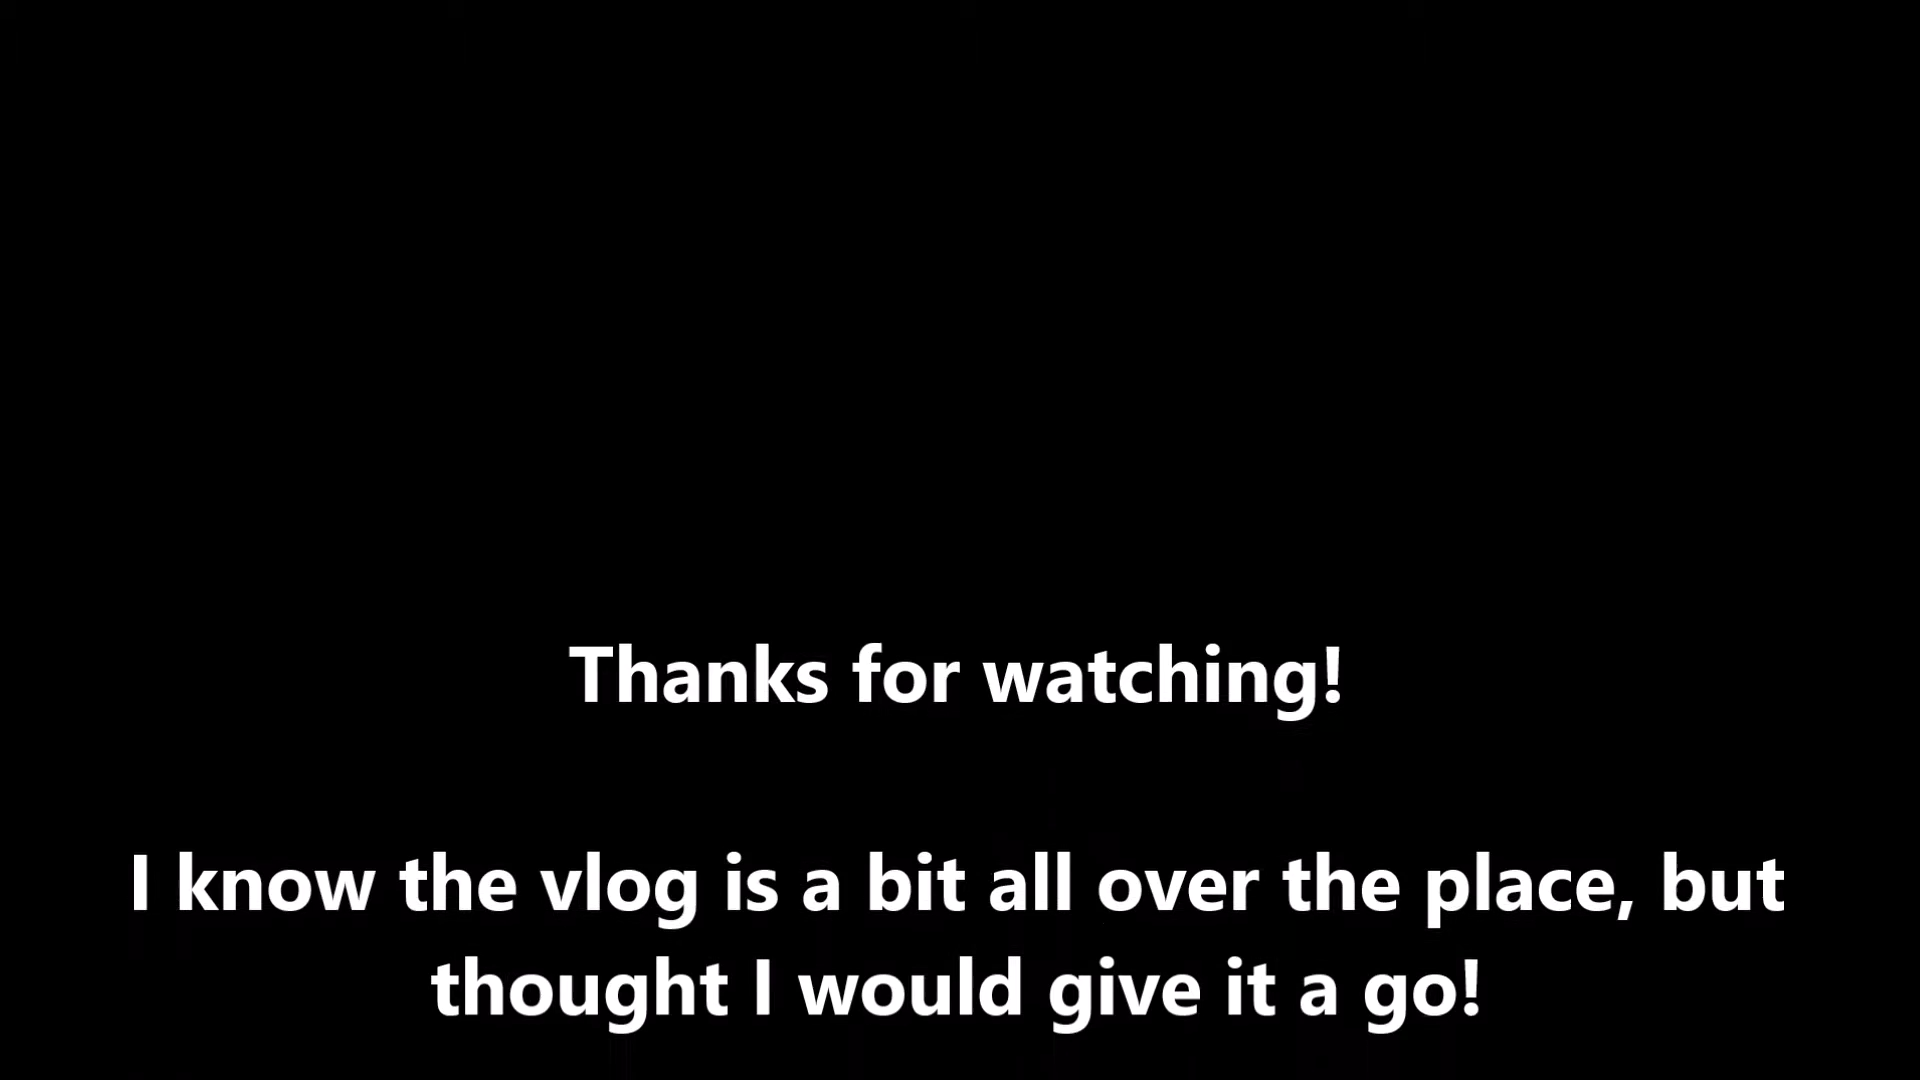 Thanks for watching!
I know the vlog is a bit all over the place, but
thought I would give it a go!